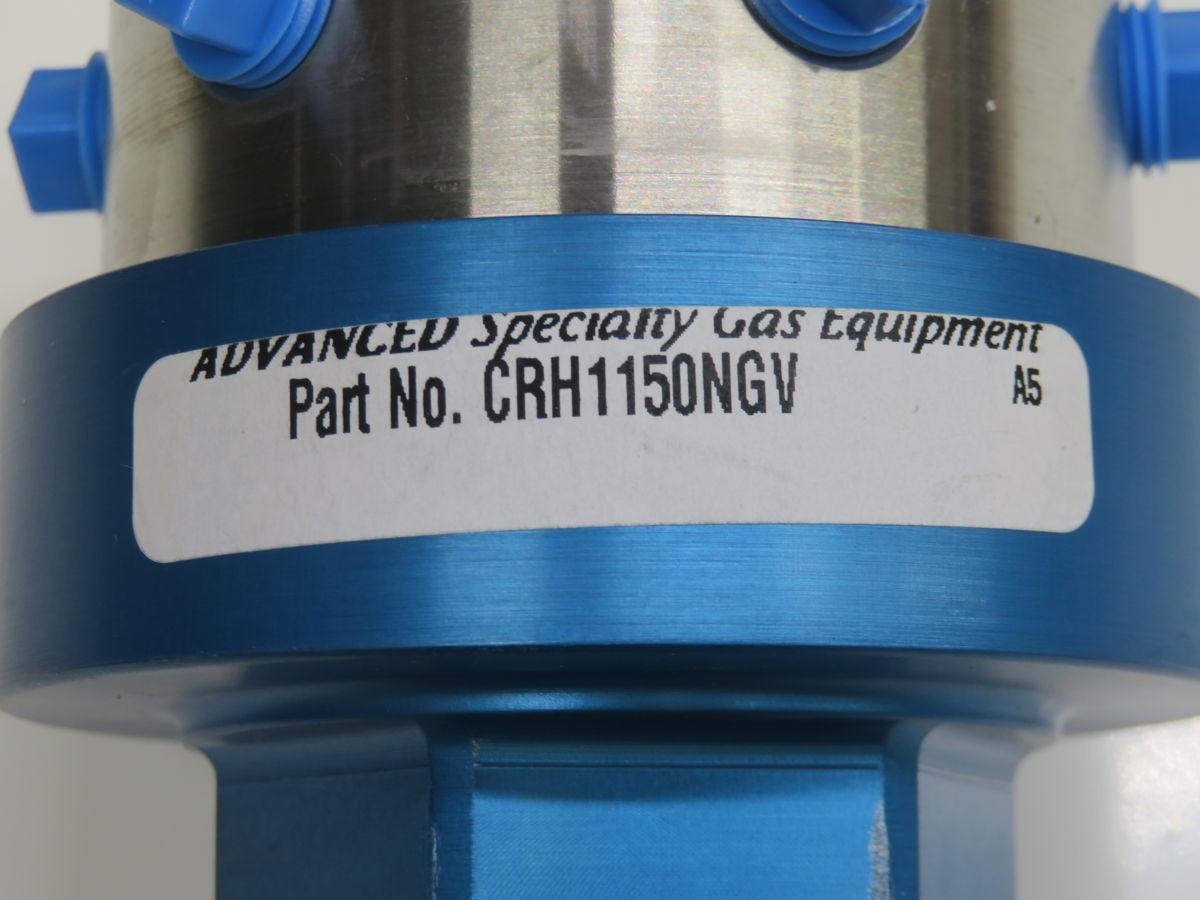 ADVANCED Specialty Gas Equipment
Part No. CRH1150NGV A5